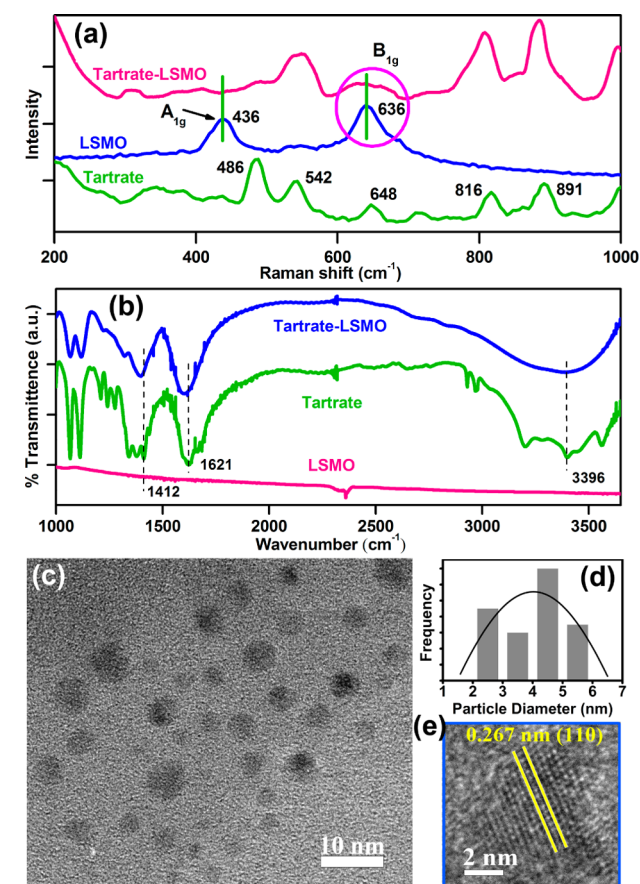 (a)
B1g
Tartrate-LSMO
A1g
436
636
LSMO
Tartrate
486
542
648
816
891
Intensity
200
400
600
800
1000
Raman shift (cm-1)
(b)
Tartrate-LSMO
Tartrate
LSMO
1621
1412
3396
% Transmittence (a.u.)
1000
1500
2000
2500
3000
3500
Wavenumber (cm-1)
(c)
10 nm
(d)
Frequency
1 2 3 4 5 6 7
Particle Diameter (nm)
(e)
0.267 nm (110)
2 nm